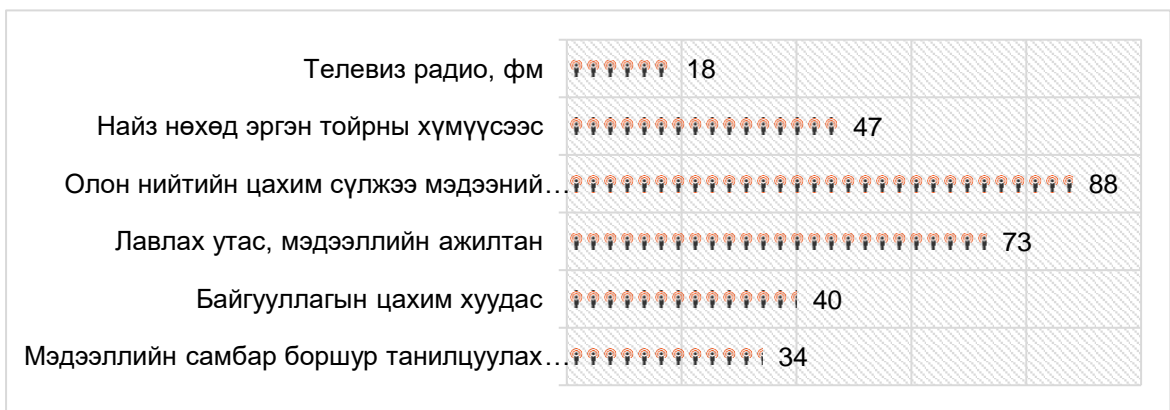 Телевиз радио, фм 18
Найз нөхөд эргэн тойрны хүмүүсээс 47
Олон нийтийн цахим сүлжээ мэдээний… 88
Лавлах утас, мэдээллийн ажилтан 73
Байгууллагын цахим хуудас 40
Мэдээллийн самбар боршур танилцуулах… 34